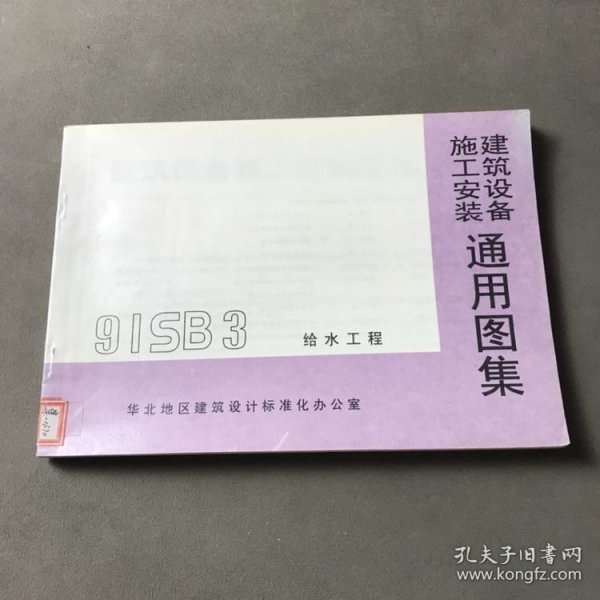 建筑设备
施工安装
通用图集
91SB3
给水工程
华北地区建筑设计标准化办公室
孔夫子旧书网
www.kongfz.com